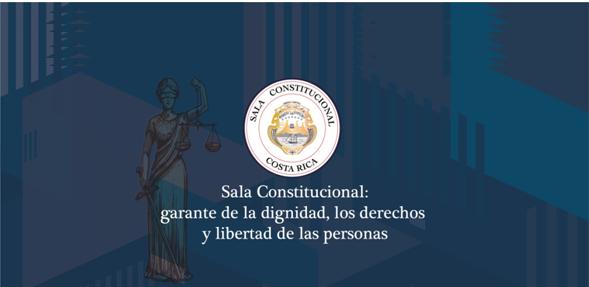 SALA CONSTITUCIONAL
COSTA RICA
Sala Constitucional:
garante de la dignidad, los derechos
y libertad de las personas